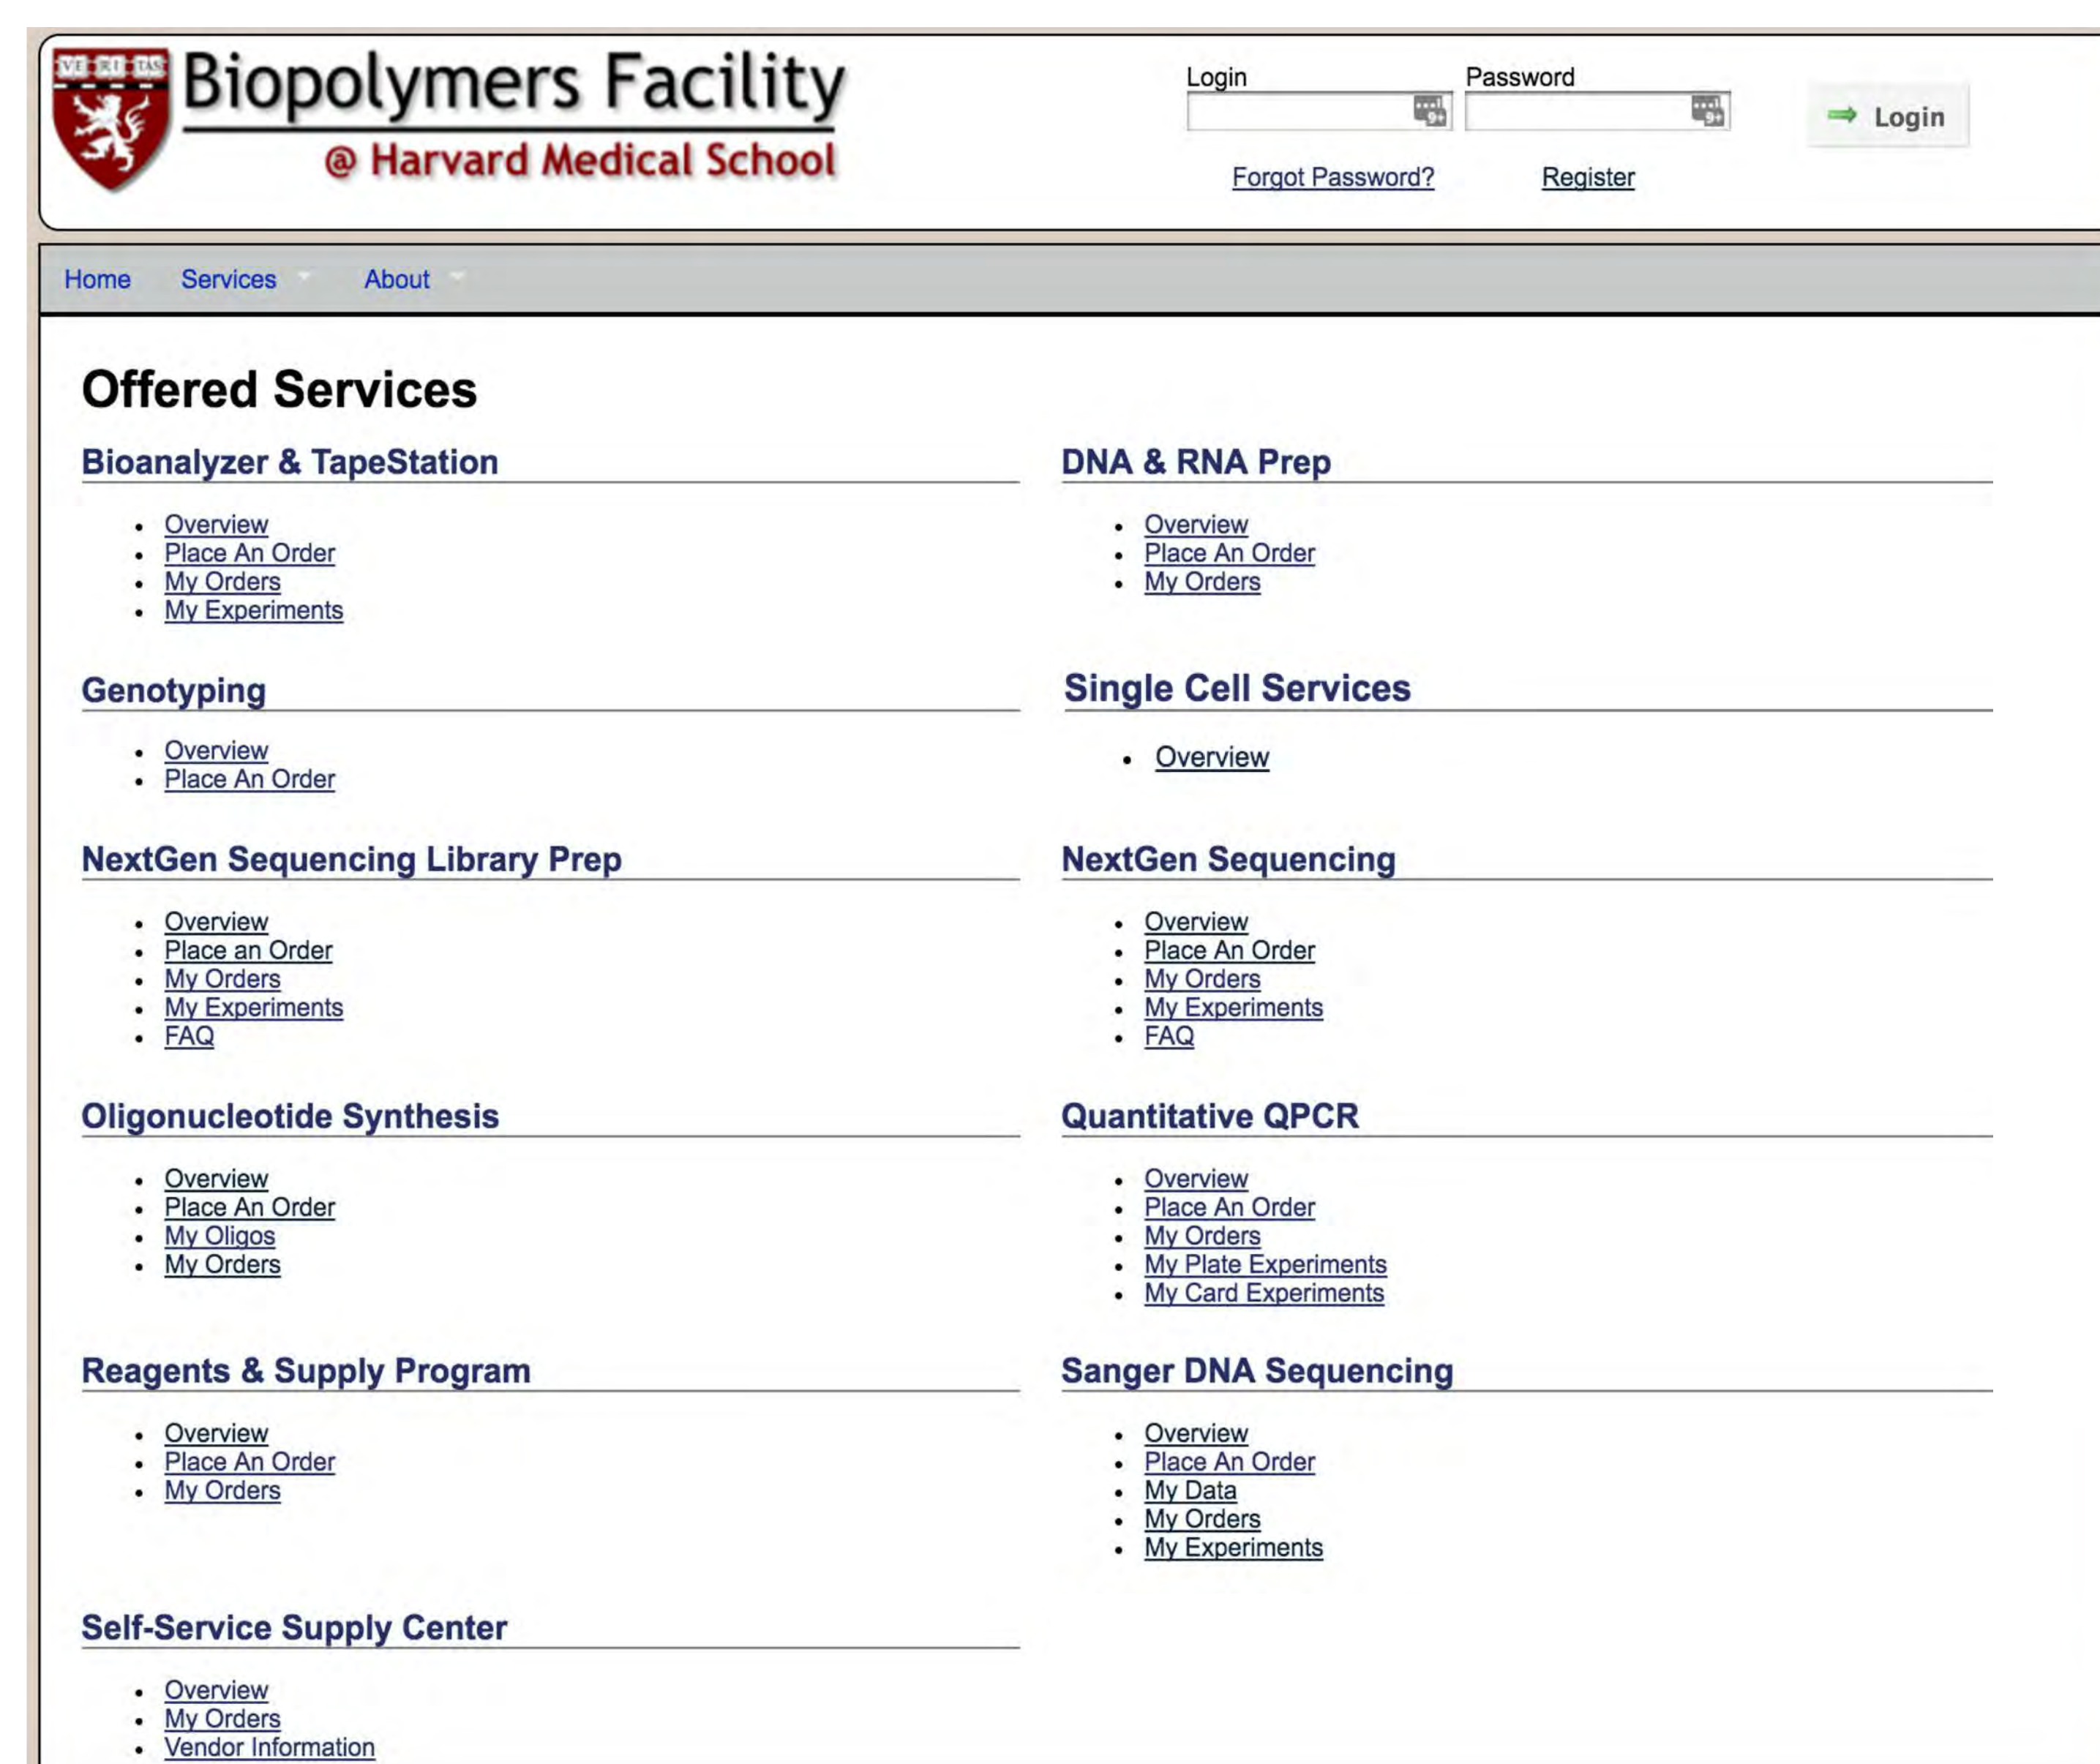 VE RI TAS
Biopolymers Facility
@ Harvard Medical School
Login
Password
9+
9+
Login
Forgot Password?
Register
Home
Services
About
Offered Services
Bioanalyzer & TapeStation
Overview
Place An Order
My Orders
My Experiments
DNA & RNA Prep
Overview
Place An Order
My Orders
Genotyping
Overview
Place An Order
Single Cell Services
Overview
NextGen Sequencing Library Prep
Overview
Place an Order
My Orders
My Experiments
FAQ
NextGen Sequencing
Overview
Place An Order
My Orders
My Experiments
FAQ
Oligonucleotide Synthesis
Overview
Place An Order
My Oligos
My Orders
Quantitative QPCR
Overview
Place An Order
My Orders
My Plate Experiments
My Card Experiments
Reagents & Supply Program
Overview
Place An Order
My Orders
Sanger DNA Sequencing
Overview
Place An Order
My Data
My Orders
My Experiments
Self-Service Supply Center
Overview
My Orders
Vendor Information